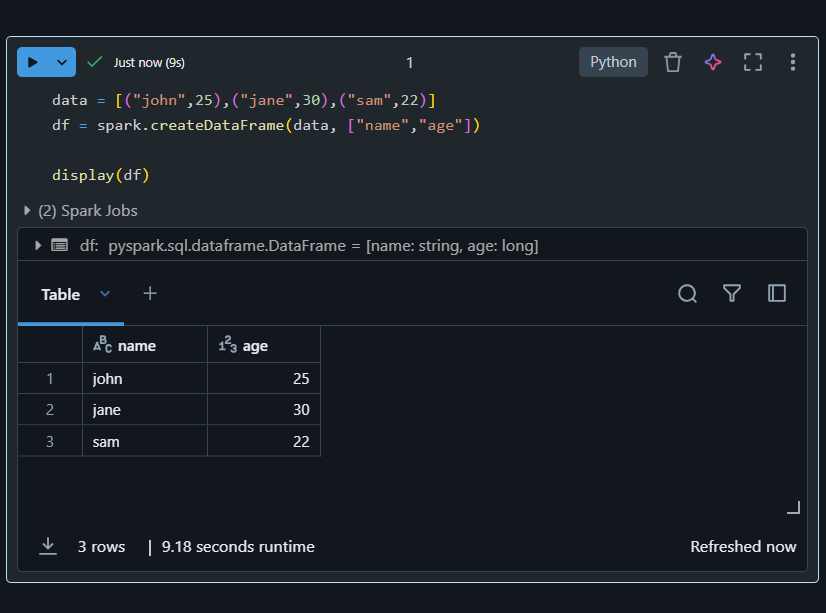 Just now (9s)
1
Python
data = [("john",25),("jane",30),("sam",22)]
df = spark.createDataFrame(data, ["name","age"])
display(df)
(2) Spark Jobs
df: pyspark.sql.dataframe.DataFrame = [name: string, age: long]
Table
ABC name 123 age
1 john 25
2 jane 30
3 sam 22
3 rows | 9.18 seconds runtime Refreshed now